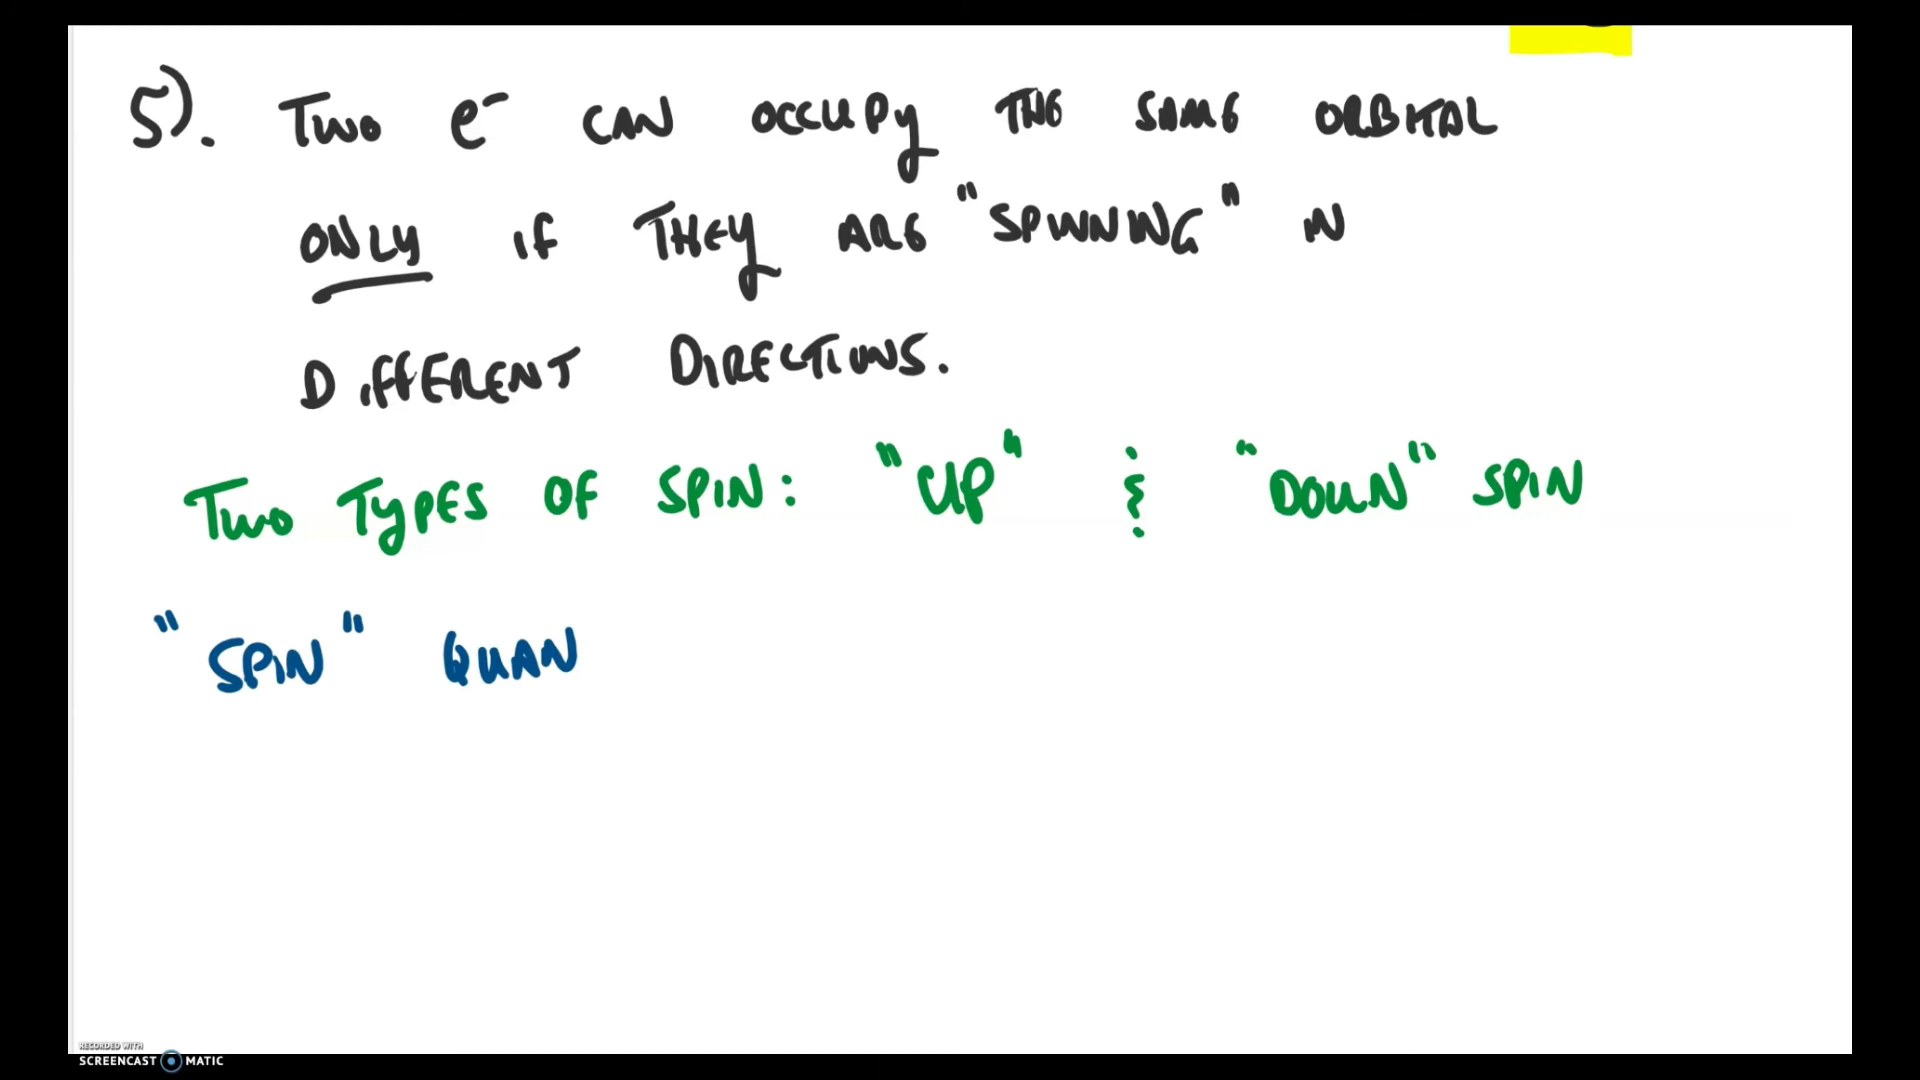 5). Two e⁻ CAN OCCUPY THE SAME ORBITAL
ONLY IF THEY ARE "SPINNING" IN
DIFFERENT DIRECTIONS.
TWO TYPES OF SPIN: "UP" & "DOWN" SPIN
"SPIN" QUAN
RECORDED WITH
SCREENCAST MATIC